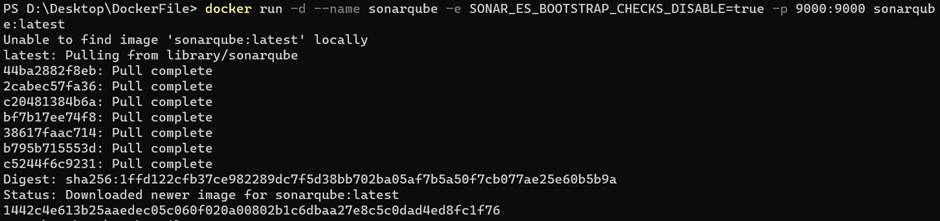 PS D:\Desktop\DockerFile> docker run -d --name sonarqube -e SONAR_ES_BOOTSTRAP_CHECKS_DISABLE=true -p 9000:9000 sonarqub
e:latest
Unable to find image 'sonarqube:latest' locally
latest: Pulling from library/sonarqube
44ba2882f8eb: Pull complete
2cabec57fa36: Pull complete
c20481384b6a: Pull complete
bf7b17ee74f8: Pull complete
38617faac714: Pull complete
b795b715553d: Pull complete
c5244f6c9231: Pull complete
Digest: sha256:1ffd122cfb37ce982289dc7f5d38bb702ba05af7b5a50f7cb077ae25e60b5b9a
Status: Downloaded newer image for sonarqube:latest
1442c4e613b25aaedec05c060f020a00802b1c6dbaa27e8c5c0dad4ed8fc1f76